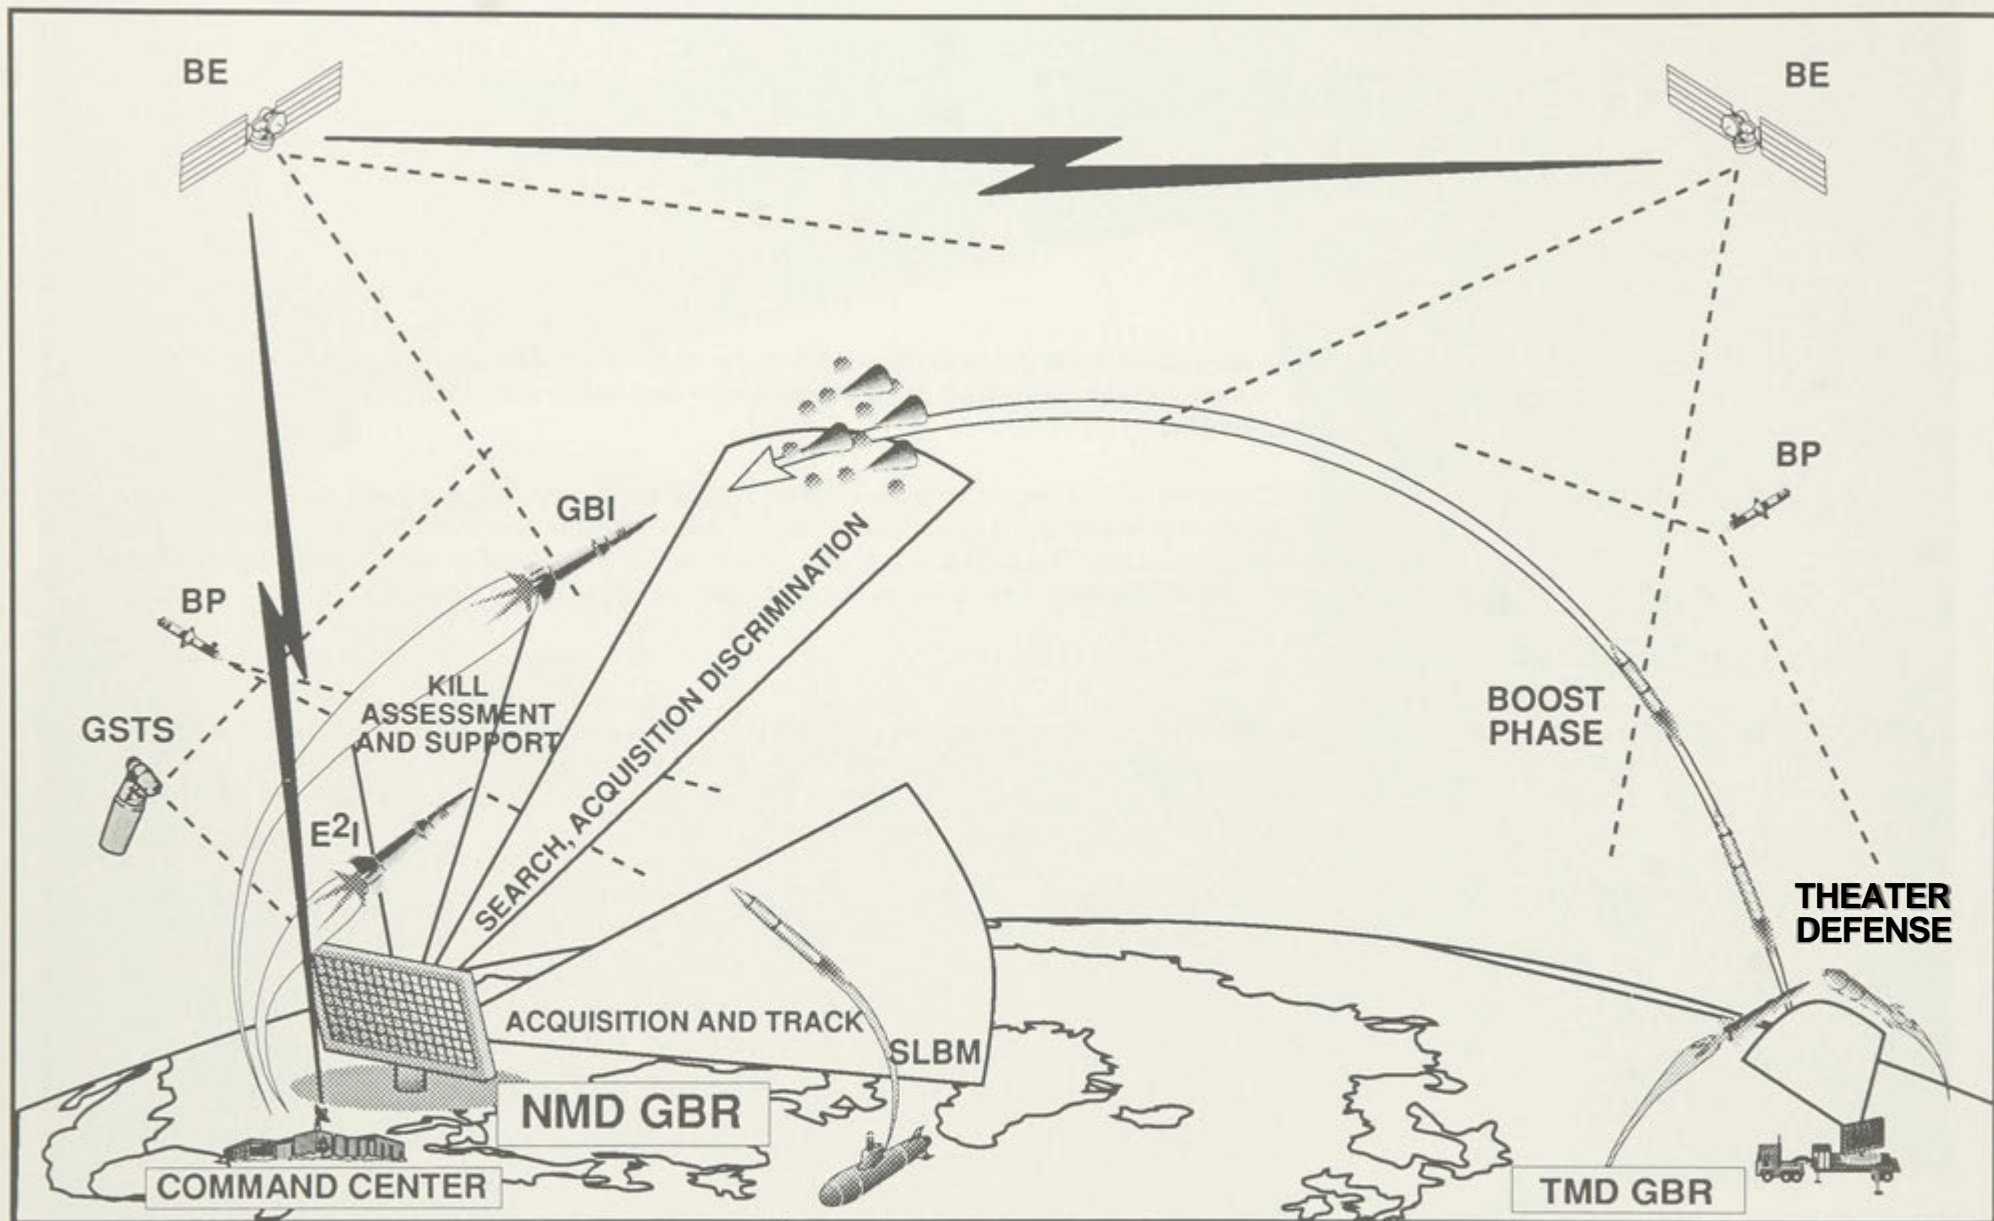 BE
BE
GBI
BP
BP
SEARCH, ACQUISITION DISCRIMINATION
KILL
ASSESSMENT
AND SUPPORT
GSTS
BOOST
PHASE
E²I
THEATER
DEFENSE
ACQUISITION AND TRACK
SLBM
NMD GBR
COMMAND CENTER
TMD GBR